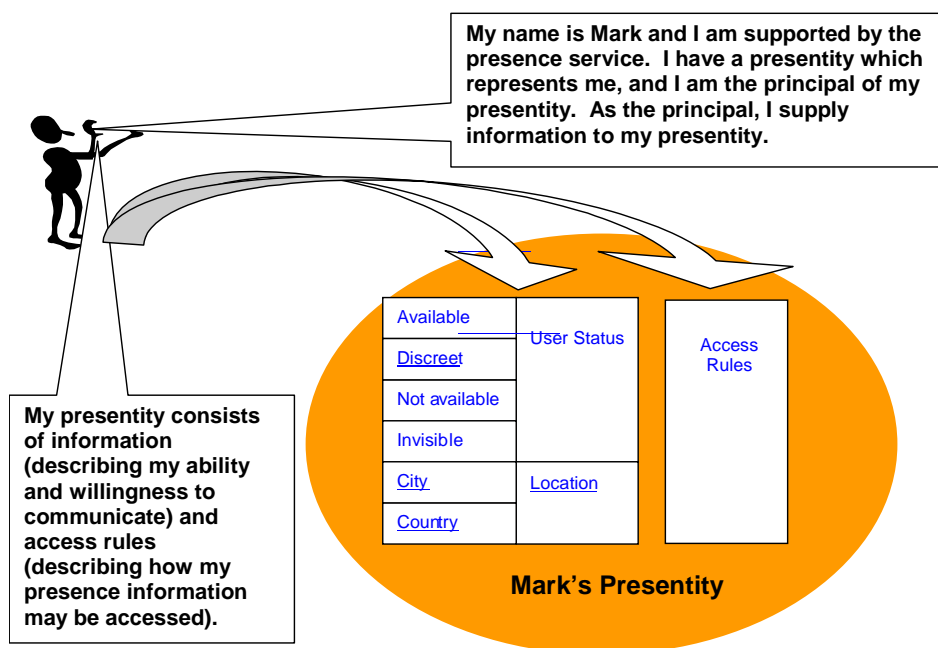 My name is Mark and I am supported by the
presence service.  I have a presentity which
represents me, and I am the principal of my
presentity.  As the principal, I supply
information to my presentity.
Available
User Status
Discreet
Not available
Invisible
City
Location
Country
Access
Rules
My presentity consists
of information
(describing my ability
and willingness to
communicate) and
access rules
(describing how my
presence information
may be accessed).
Mark's Presentity